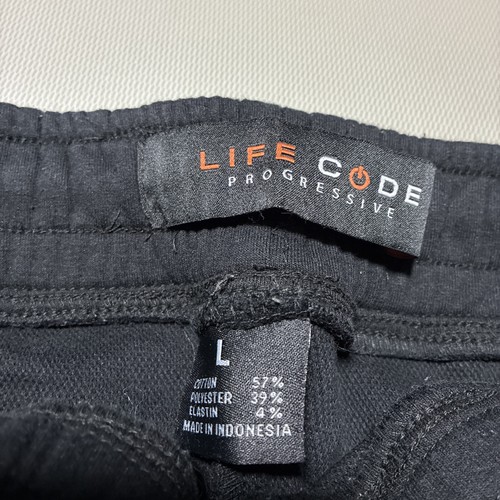 LIFE CODE
PROGRESSIVE
L
COTTON 57%
POLYESTER 39%
ELASTIN 4%
MADE IN INDONESIA